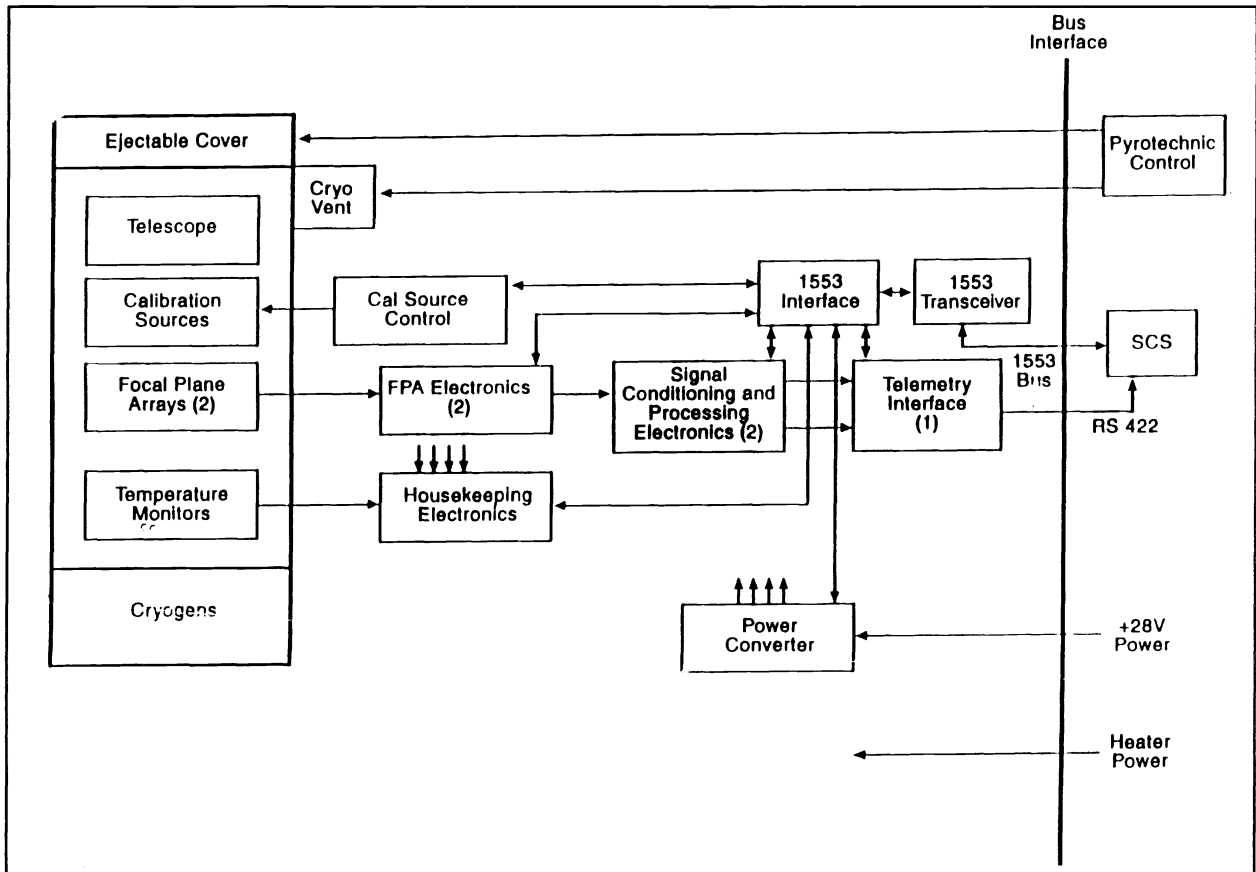 Bus
Interface
Ejectable Cover
Pyrotechnic
Control
Cryo
Vent
Telescope
1553
Interface
1553
Transceiver
Calibration
Sources
Cal Source
Control
SCS
1553
Bus
Focal Plane
Arrays (2)
FPA Electronics
(2)
Signal
Conditioning and
Processing
Electronics (2)
Telemetry
Interface
(1)
RS 422
Temperature
Monitors
Housekeeping
Electronics
Cryogens
Power
Converter
+28V
Power
Heater
Power